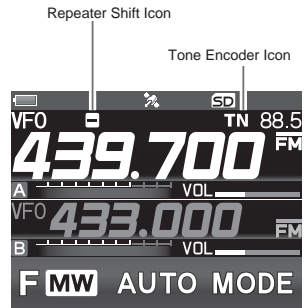 Repeater Shift Icon
Tone Encoder Icon
SD
VFO TN 88.5
439.700 FM
A VOL
VFO 433.000 FM
B VOL
F MW AUTO MODE